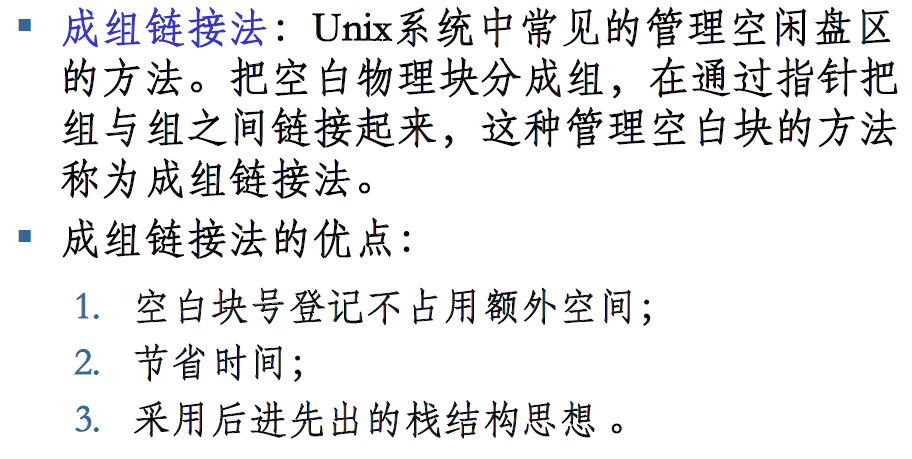 ▪ 成组链接法：Unix系统中常见的管理空闲盘区
的方法。把空白物理块分成组，在通过指针把
组与组之间链接起来，这种管理空白块的方法
称为成组链接法。
▪ 成组链接法的优点：
1. 空白块号登记不占用额外空间；
2. 节省时间；
3. 采用后进先出的栈结构思想 。